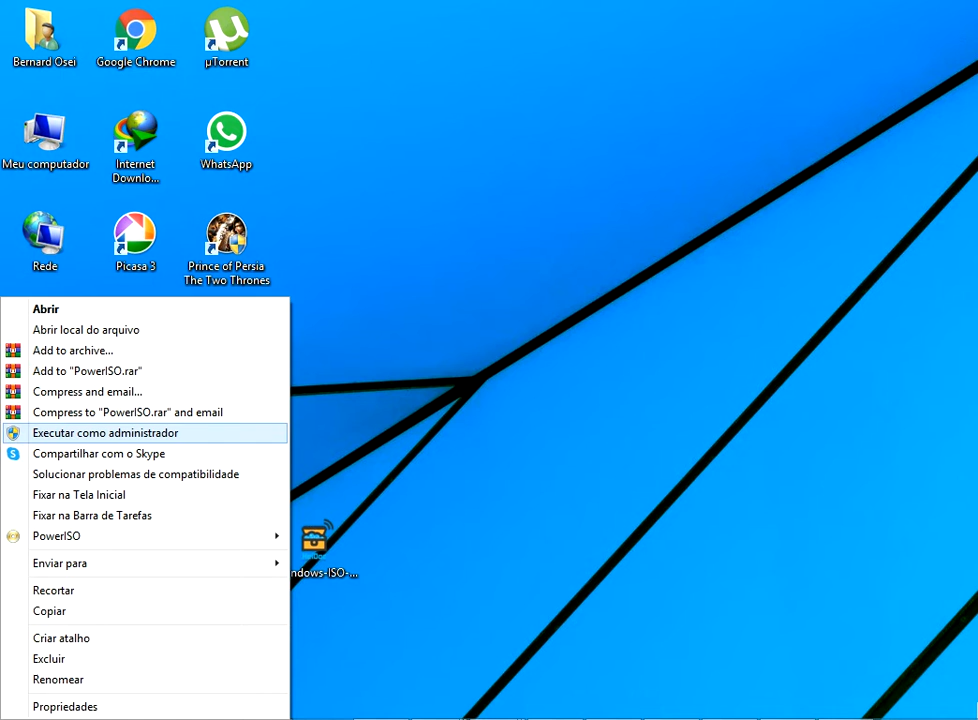 Bernard Osei
Google Chrome
µTorrent
Meu computador
Internet
Downlo...
WhatsApp
Rede
Picasa 3
Prince of Persia
The Two Thrones
Abrir
Abrir local do arquivo
Add to archive...
Add to "PowerISO.rar"
Compress and email...
Compress to "PowerISO.rar" and email
Executar como administrador
Compartilhar com o Skype
Solucionar problemas de compatibilidade
Fixar na Tela Inicial
Fixar na Barra de Tarefas
PowerISO
Enviar para
Recortar
Copiar
Criar atalho
Excluir
Renomear
Propriedades
ndows-ISO-...